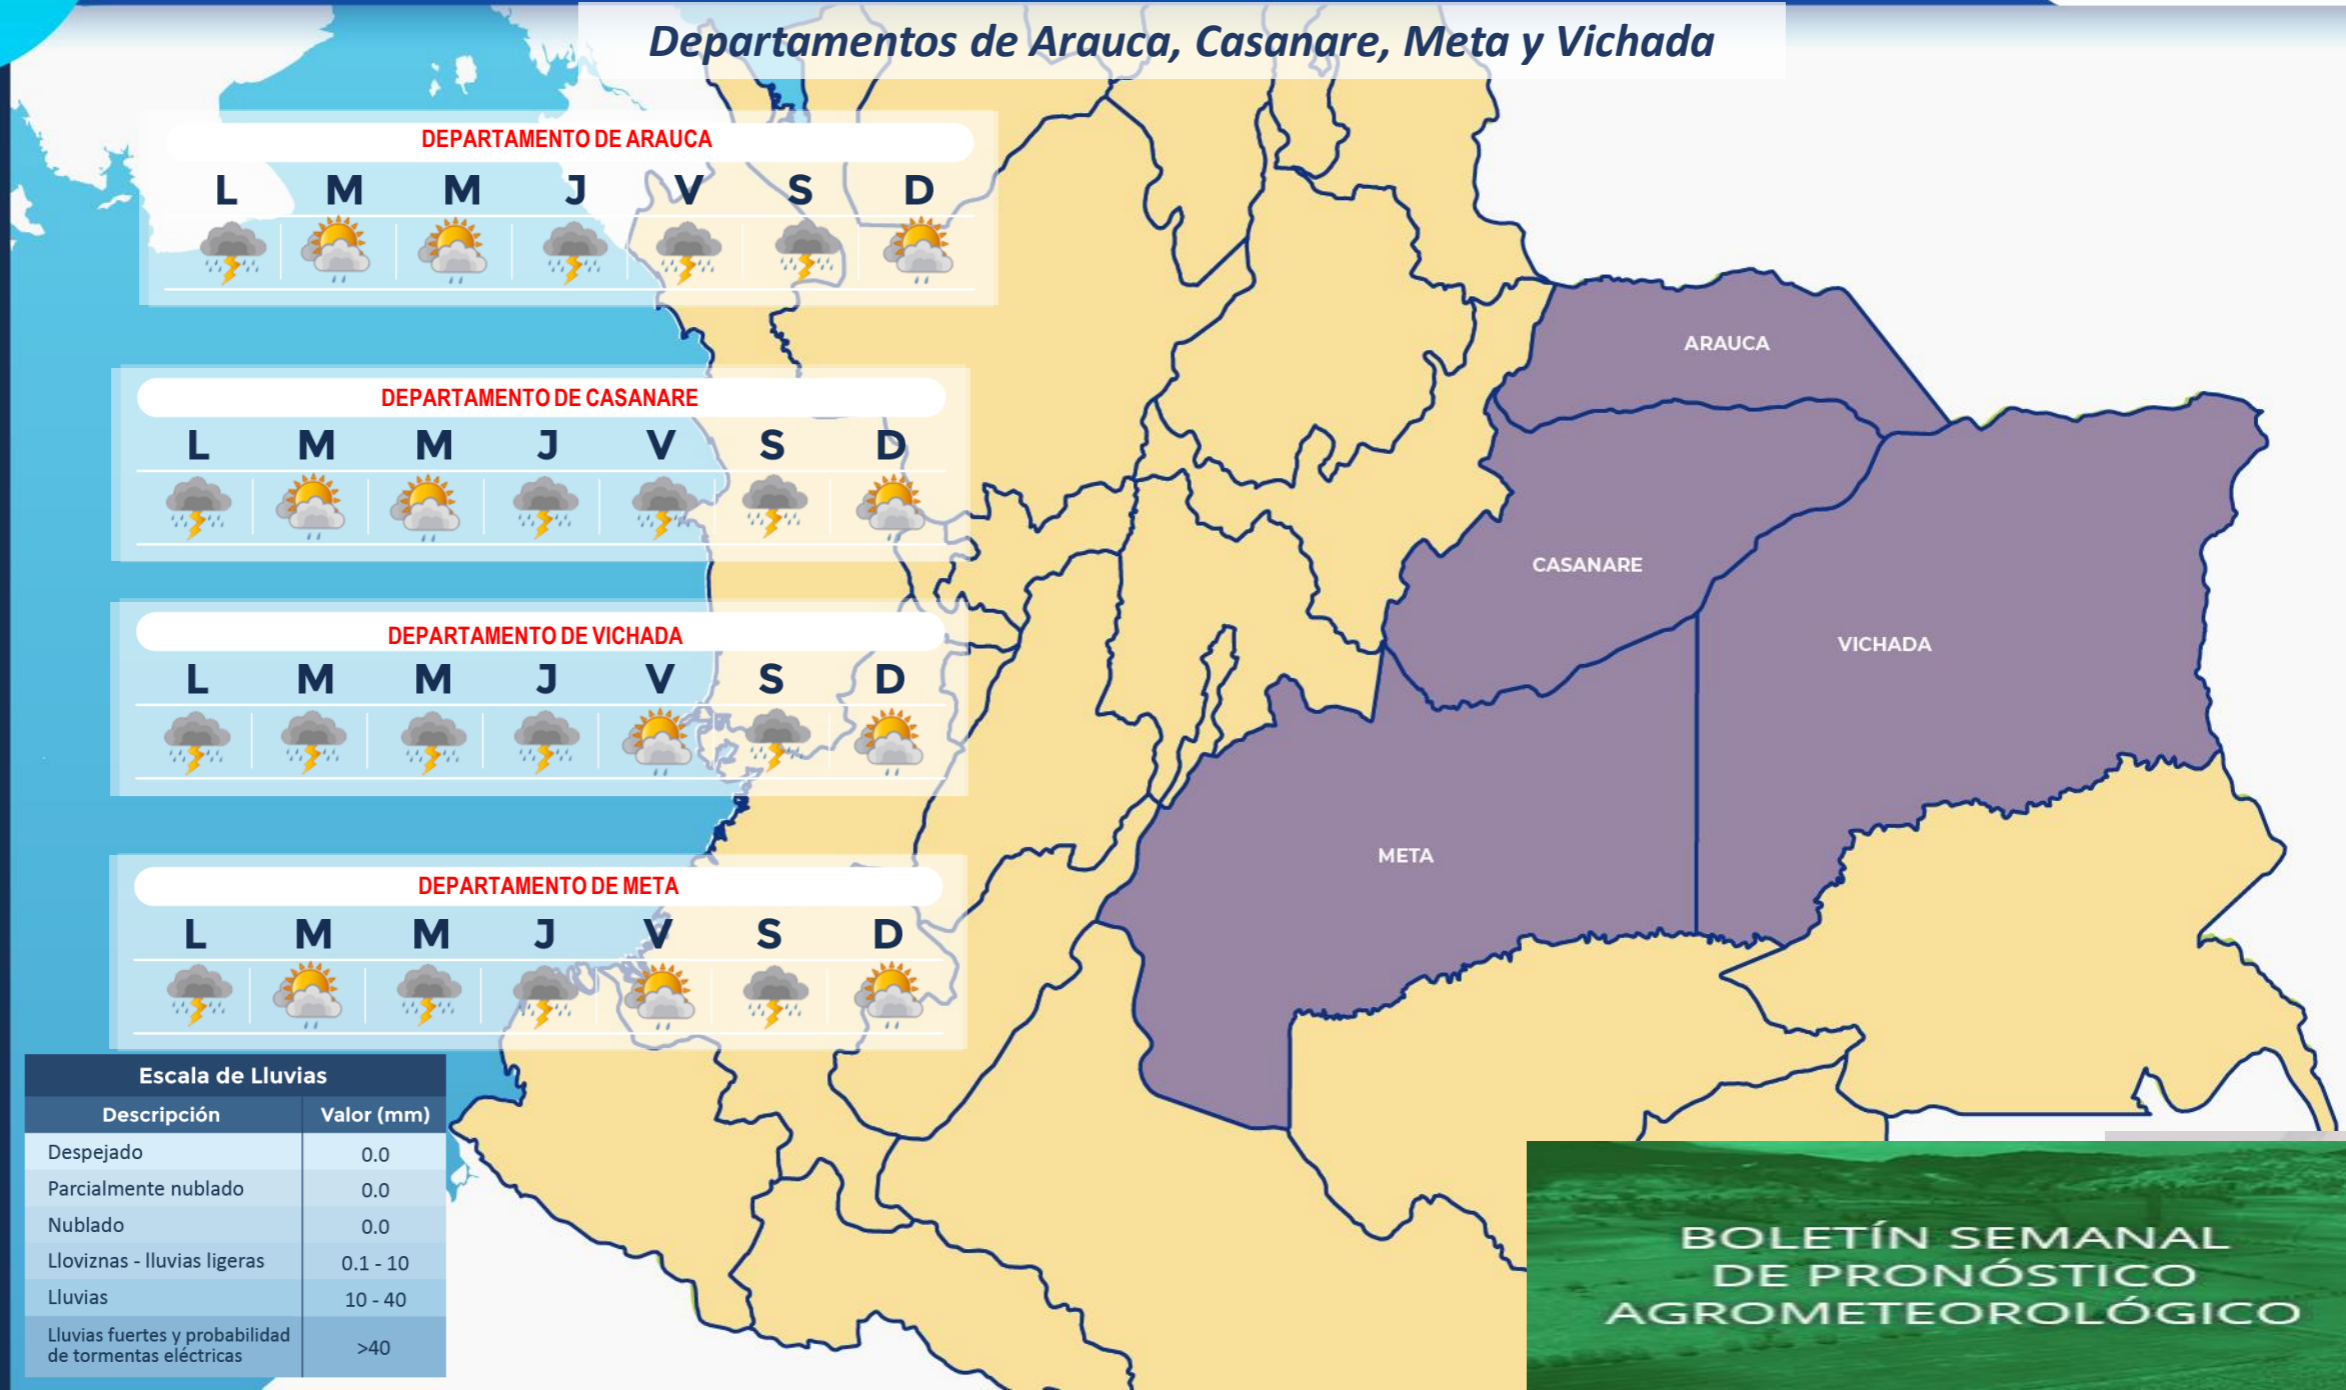 Departamentos de Arauca, Casanare, Meta y Vichada
DEPARTAMENTO DE ARAUCA
L M M J V S D
DEPARTAMENTO DE CASANARE
L M M J V S D
DEPARTAMENTO DE VICHADA
L M M J V S D
DEPARTAMENTO DE META
L M M J V S D
ARAUCA
CASANARE
VICHADA
META
Escala de Lluvias
Descripción Valor (mm)
Despejado 0.0
Parcialmente nublado 0.0
Nublado 0.0
Lloviznas - lluvias ligeras 0.1 - 10
Lluvias 10 - 40
Lluvias fuertes y probabilidad
de tormentas eléctricas >40
BOLETÍN SEMANAL
DE PRONÓSTICO
AGROMETEOROLÓGICO